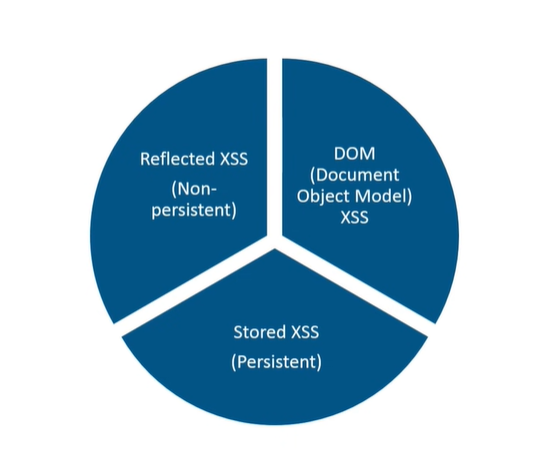 Reflected XSS
(Non-
persistent)
DOM
(Document
Object Model)
XSS
Stored XSS
(Persistent)